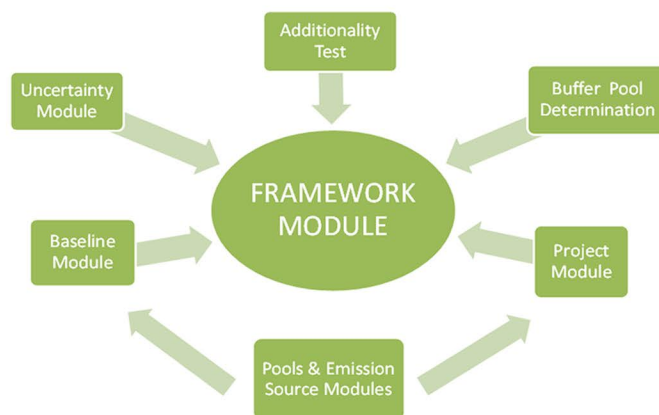 Additionality
Test
Uncertainty
Module
Buffer Pool
Determination
FRAMEWORK
MODULE
Baseline
Module
Project
Module
Pools & Emission
Source Modules